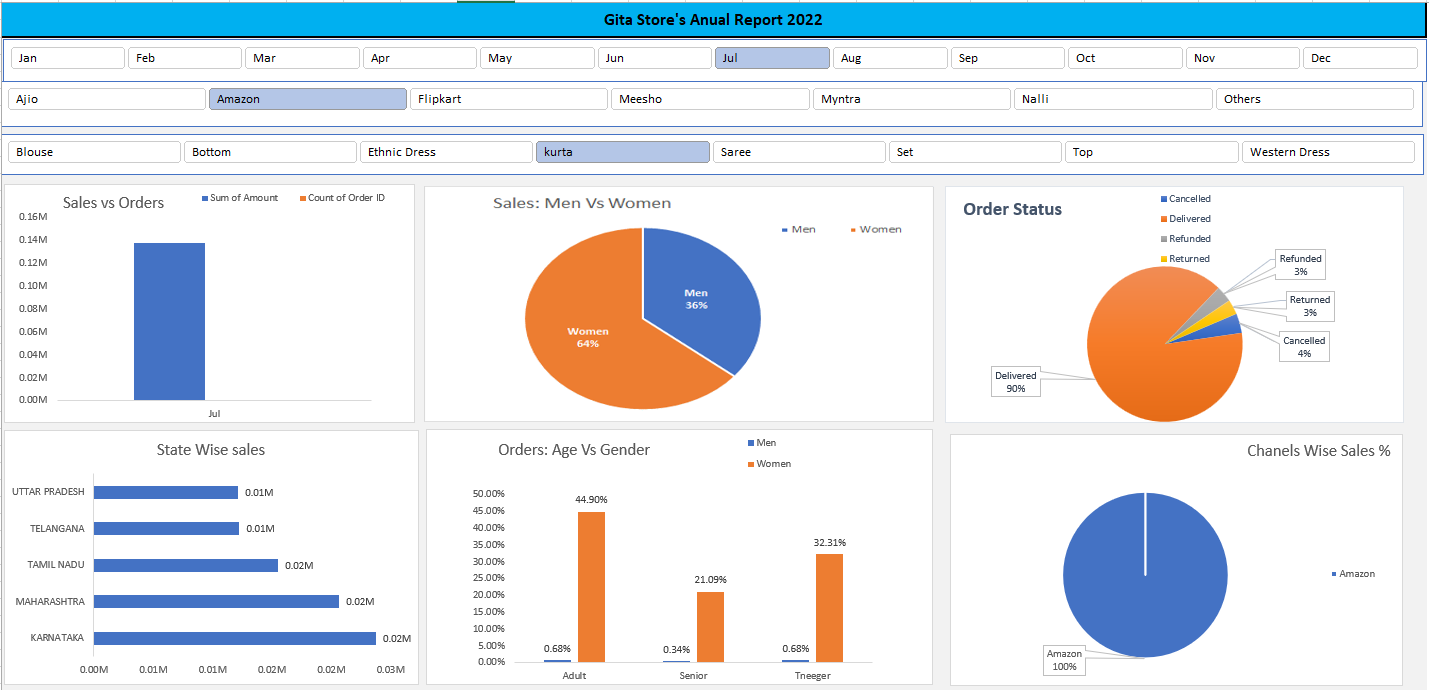 Gita Store's Anual Report 2022
Jan Feb Mar Apr May Jun Jul Aug Sep Oct Nov Dec
Ajio Amazon Flipkart Meesho Myntra Nalli Others
Blouse Bottom Ethnic Dress kurta Saree Set Top Western Dress
Sales vs Orders
Sum of Amount Count of Order ID
0.16M
0.14M
0.12M
0.10M
0.08M
0.06M
0.04M
0.02M
0.00M
Jul
Sales: Men Vs Women
Men Women
Men
36%
Women
64%
Order Status
Cancelled
Delivered
Refunded
Returned
Refunded
3%
Returned
3%
Cancelled
4%
Delivered
90%
State Wise sales
UTTAR PRADESH 0.01M
TELANGANA 0.01M
TAMIL NADU 0.02M
MAHARASHTRA 0.02M
KARNATAKA 0.02M
0.00M 0.01M 0.01M 0.02M 0.02M 0.03M
Orders: Age Vs Gender
Men
Women
50.00%
45.00%
40.00%
35.00%
30.00%
25.00%
20.00%
15.00%
10.00%
5.00%
0.00%
0.68% 44.90%
0.34% 21.09%
0.68% 32.31%
Adult Senior Tneeger
Chanels Wise Sales %
Amazon
Amazon
100%